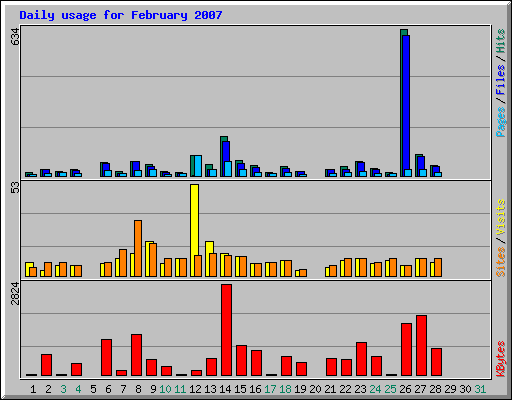 Daily usage for February 2007
634
53
2824
Pages / Files / Hits
Sites / Visits
KBytes
1 2 3 4 5 6 7 8 9 10 11 12 13 14 15 16 17 18 19 20 21 22 23 24 25 26 27 28 29 30 31